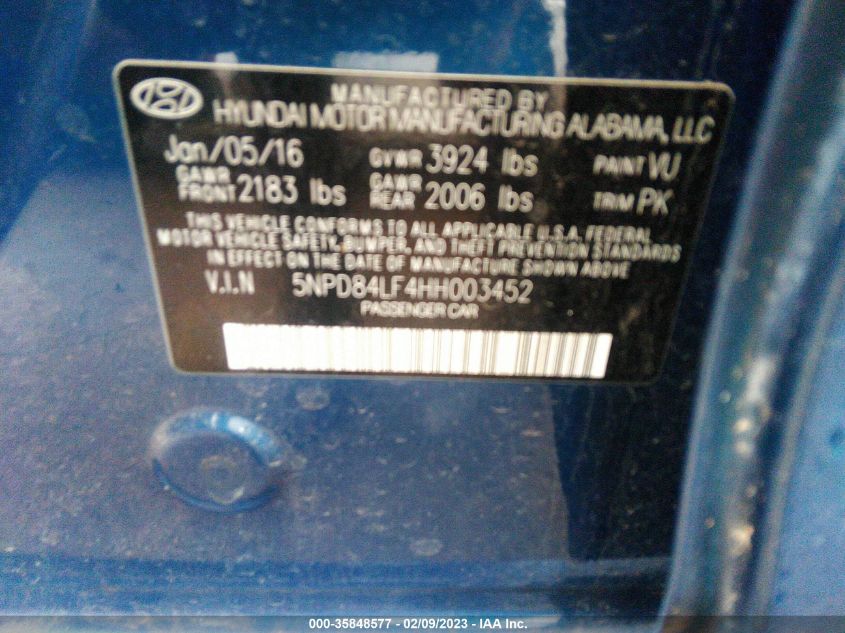 MANUFACTURED BY
HYUNDAI MOTOR MANUFACTURING ALABAMA, LLC
Jan/05/16 GVWR 3924 lbs PAINT VU
GAWR FRONT 2183 lbs GAWR REAR 2006 lbs TRIM PK
THIS VEHICLE CONFORMS TO ALL APPLICABLE U.S.A. FEDERAL
MOTOR VEHICLE SAFETY, BUMPER, AND THEFT PREVENTION STANDARDS
IN EFFECT ON THE DATE OF MANUFACTURE SHOWN ABOVE.
V.I.N 5NPD84LF4HH003452
PASSENGER CAR
000-35848577 - 02/09/2023 - IAA Inc.